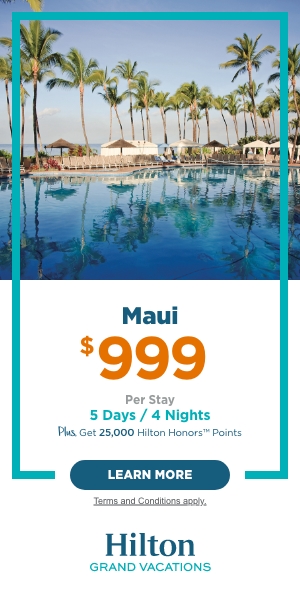 Maui
$999
Per Stay
5 Days / 4 Nights
Plus, Get 25,000 Hilton Honors™ Points
LEARN MORE
Terms and Conditions apply.
Hilton
GRAND VACATIONS